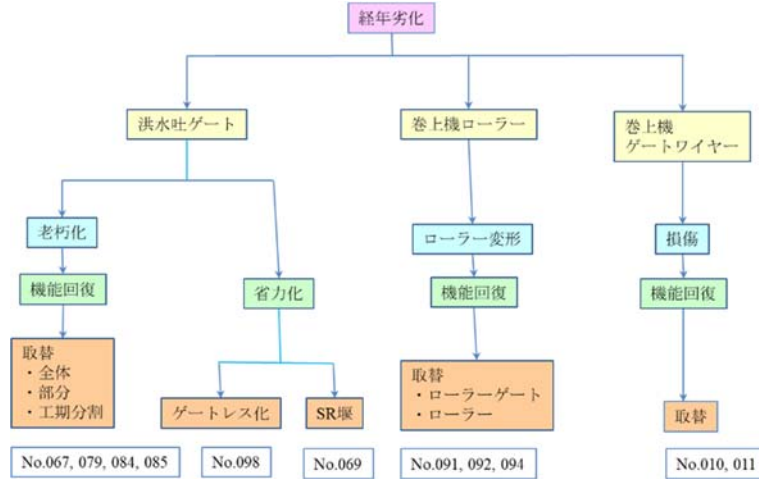 経年劣化
洪水吐ゲート
巻上機ローラー
巻上機
ゲートワイヤー
老朽化
ローラー変形
損傷
機能回復
省力化
機能回復
機能回復
取替
・全体
・部分
・工期分割
ゲートレス化
SR堰
取替
・ローラーゲート
・ローラー
取替
No.067, 079, 084, 085
No.098
No.069
No.091, 092, 094
No.010, 011